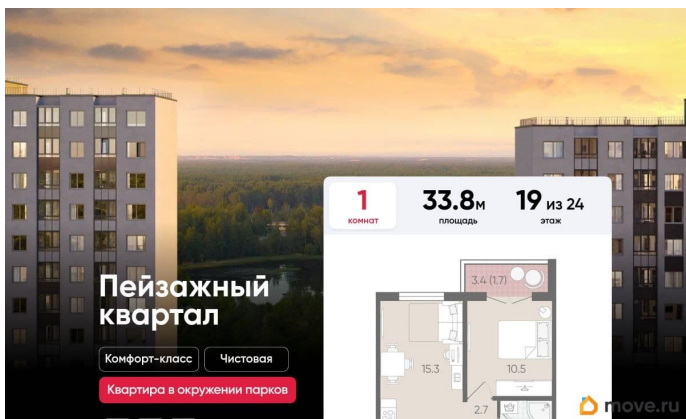 1
комнат
33.8м
площадь
19 из 24
этаж
Пейзажный
квартал
Комфорт-класс
Чистовая
Квартира в окружении парков
3.4 (1.7)
15.3
10.5
2.7
move.ru